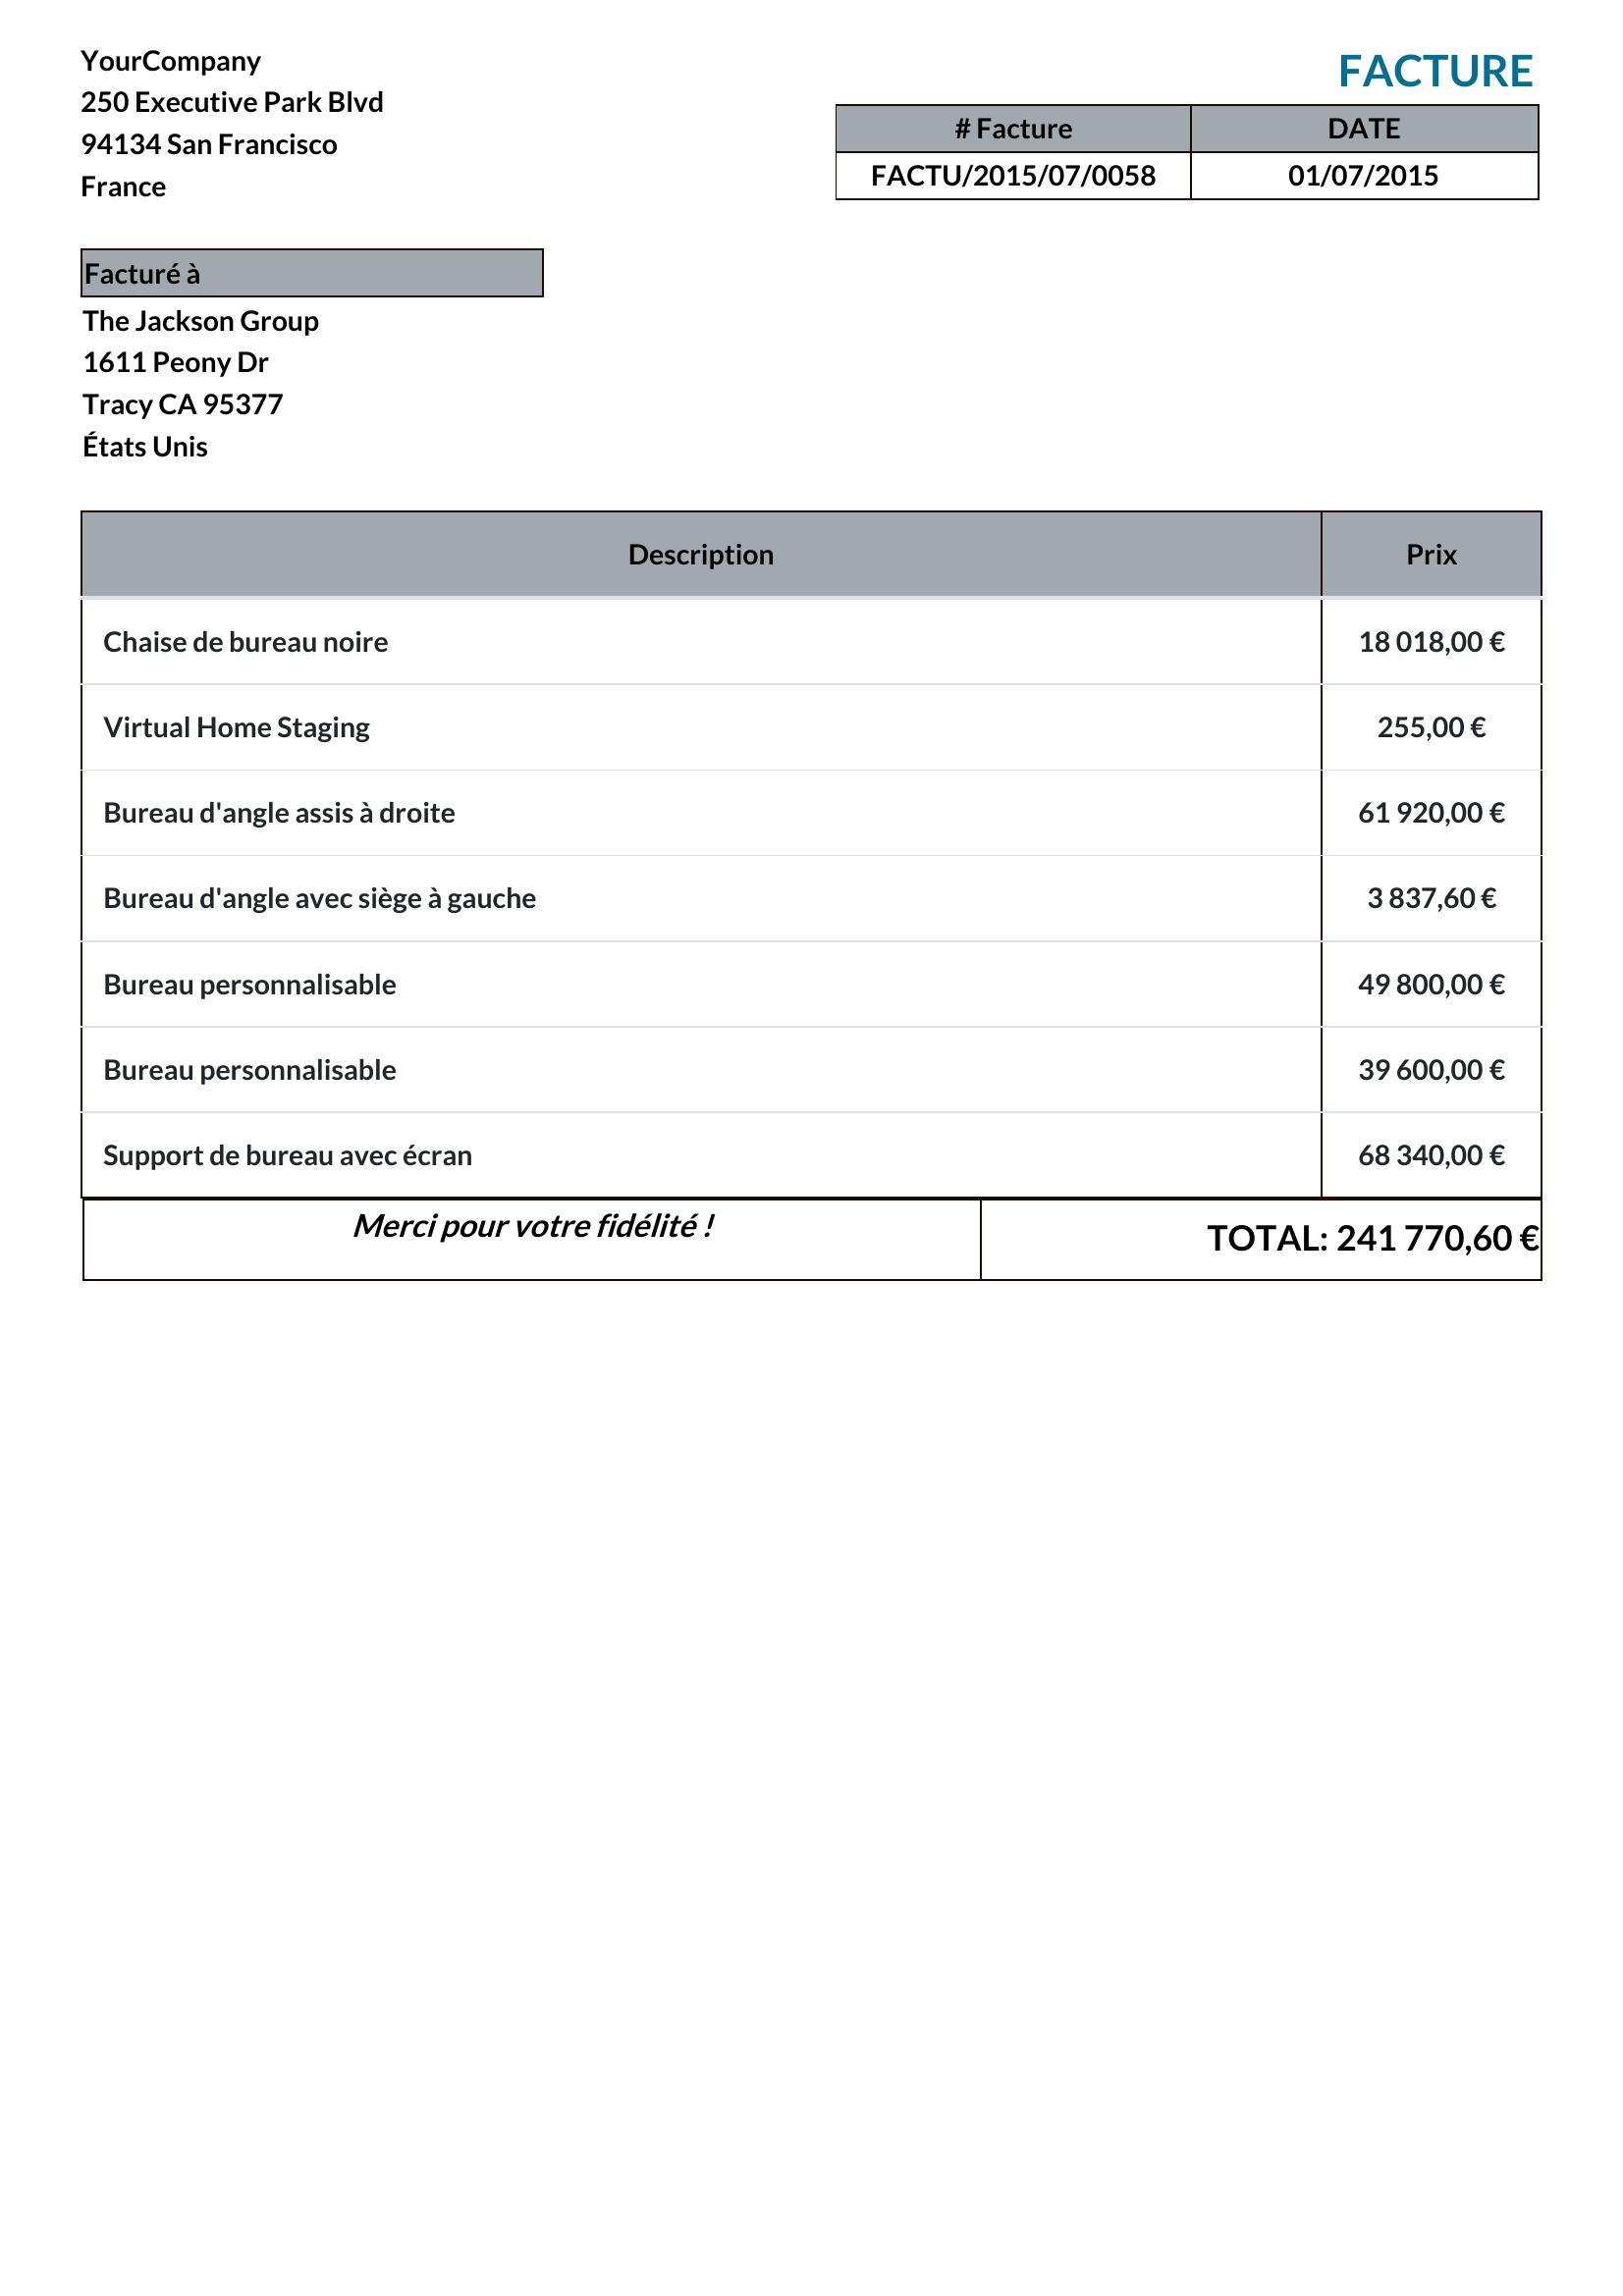 YourCompany
250 Executive Park Blvd
94134 San Francisco
France
FACTURE
# Facture DATE
FACTU/2015/07/0058 01/07/2015
Facturé à
The Jackson Group
1611 Peony Dr
Tracy CA 95377
États Unis
Description Prix
Chaise de bureau noire 18 018,00 €
Virtual Home Staging 255,00 €
Bureau d'angle assis à droite 61 920,00 €
Bureau d'angle avec siège à gauche 3 837,60 €
Bureau personnalisable 49 800,00 €
Bureau personnalisable 39 600,00 €
Support de bureau avec écran 68 340,00 €
Merci pour votre fidélité ! TOTAL: 241 770,60 €